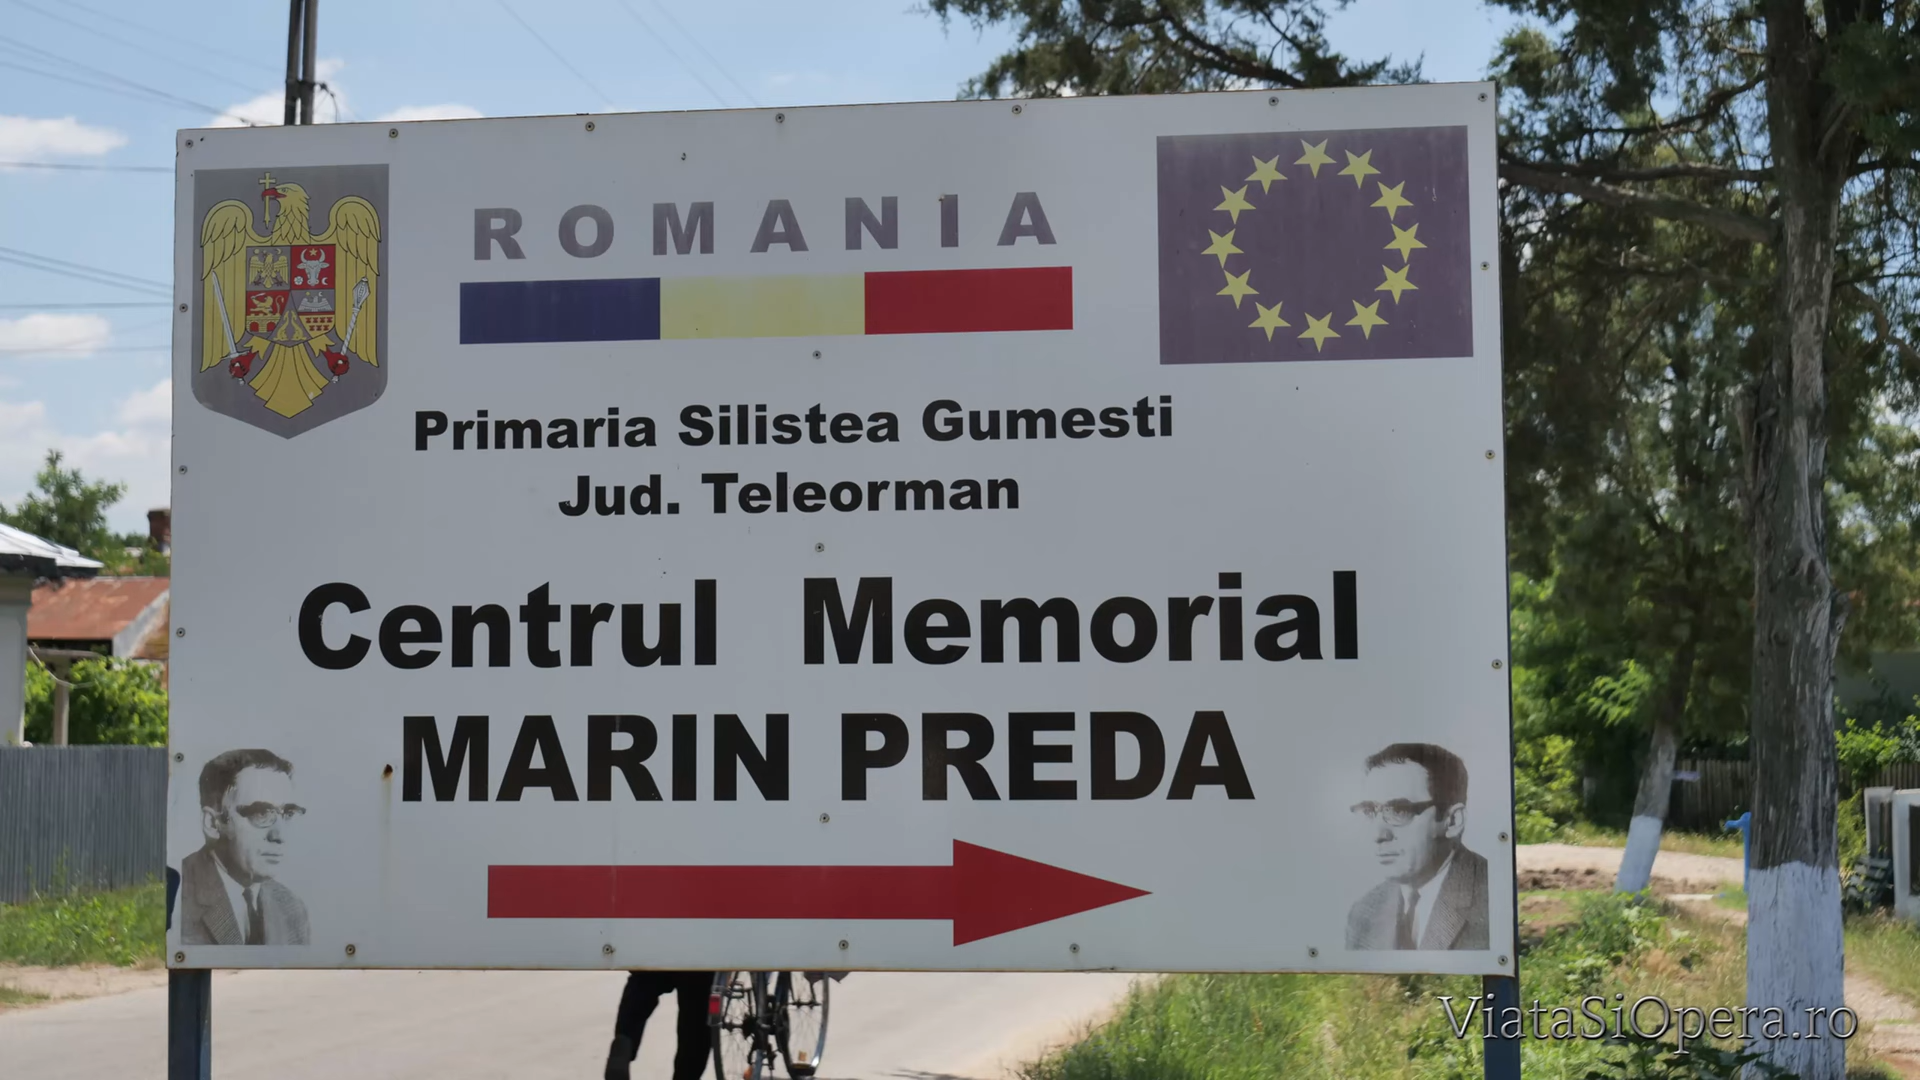 ROMANIA
Primaria Silistea Gumesti
Jud. Teleorman
Centrul Memorial
MARIN PREDA
ViataSiOpera.ro